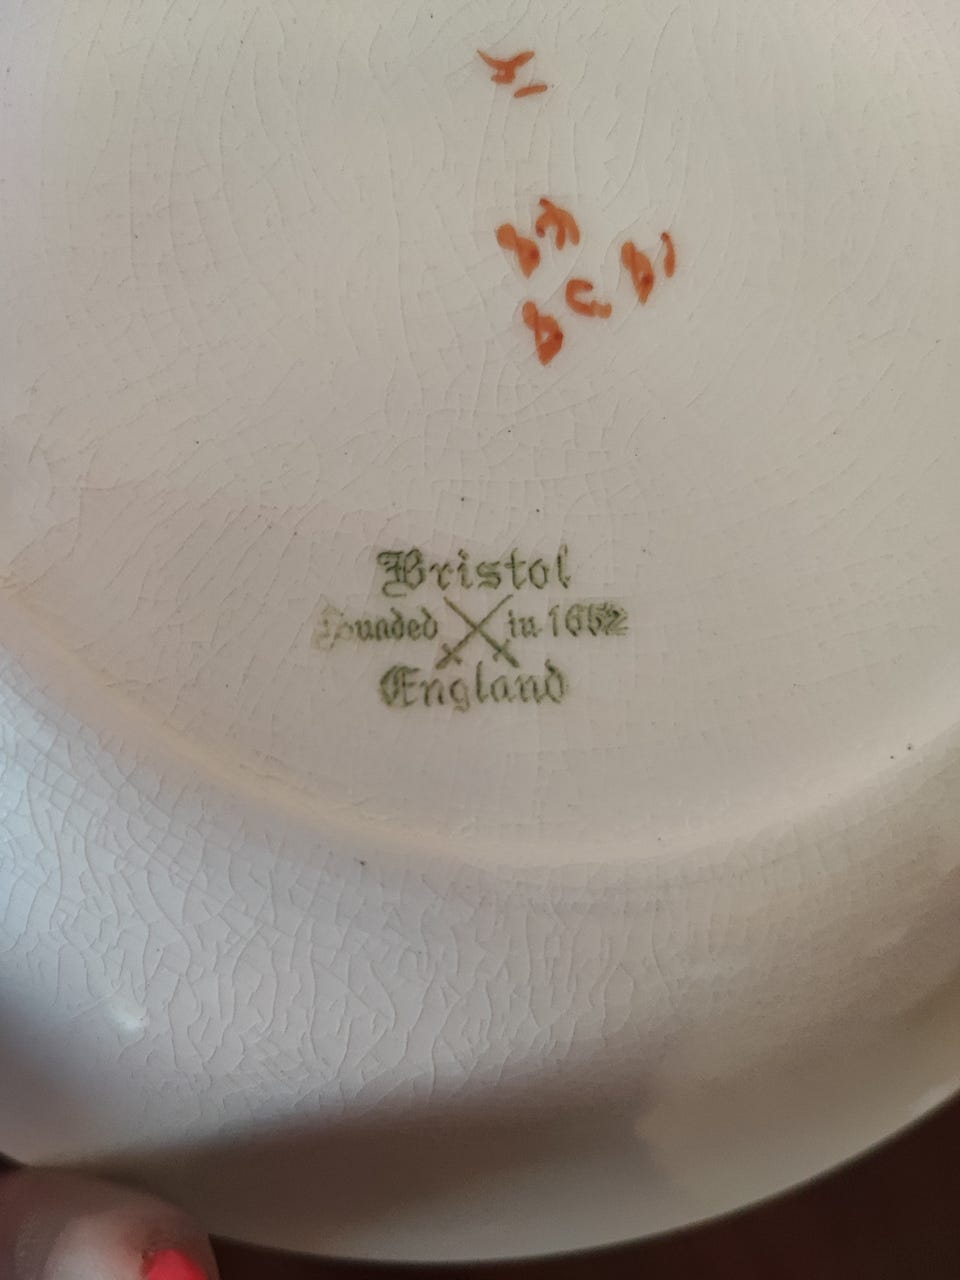 Bristol
Founded in 1652
England